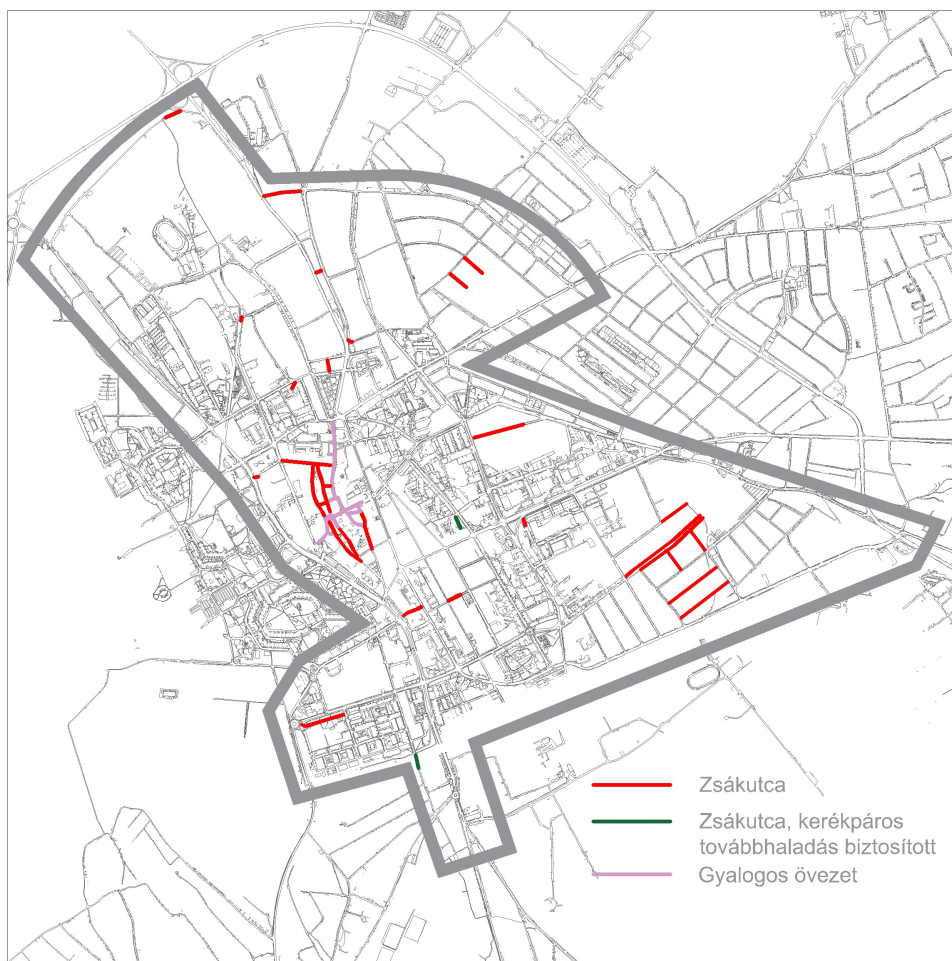 Zsákutca
Zsákutca, kerékpáros
továbbhaladás biztosított
Gyalogos övezet